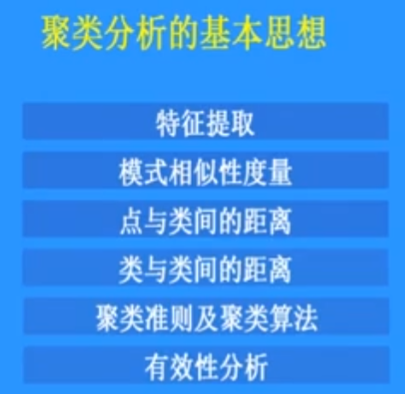 聚类分析的基本思想
特征提取
模式相似性度量
点与类间的距离
类与类间的距离
聚类准则及聚类算法
有效性分析